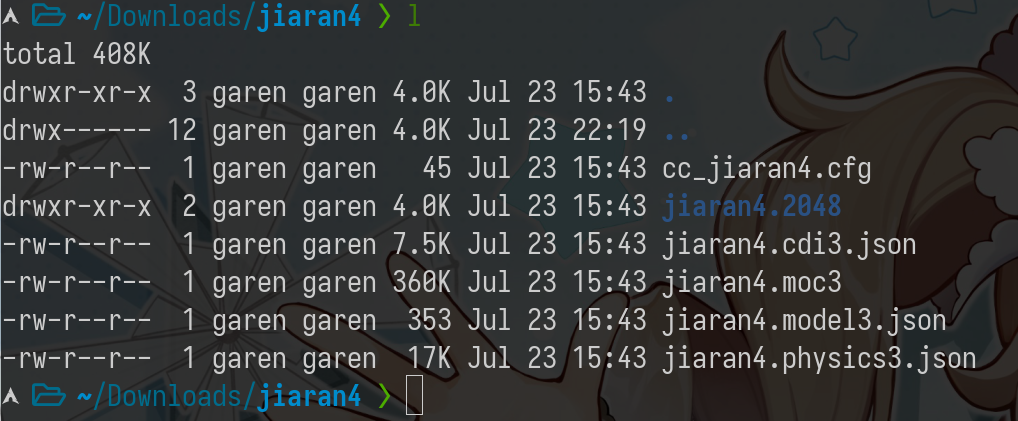 ~/Downloads/jiaran4 ❯ l
total 408K
drwxr-xr-x  3 garen garen 4.0K Jul 23 15:43 .
drwx------ 12 garen garen 4.0K Jul 23 22:19 ..
-rw-r--r--  1 garen garen   45 Jul 23 15:43 cc_jiaran4.cfg
drwxr-xr-x  2 garen garen 4.0K Jul 23 15:43 jiaran4.2048
-rw-r--r--  1 garen garen 7.5K Jul 23 15:43 jiaran4.cdi3.json
-rw-r--r--  1 garen garen 360K Jul 23 15:43 jiaran4.moc3
-rw-r--r--  1 garen garen  353 Jul 23 15:43 jiaran4.model3.json
-rw-r--r--  1 garen garen  17K Jul 23 15:43 jiaran4.physics3.json
~/Downloads/jiaran4 ❯